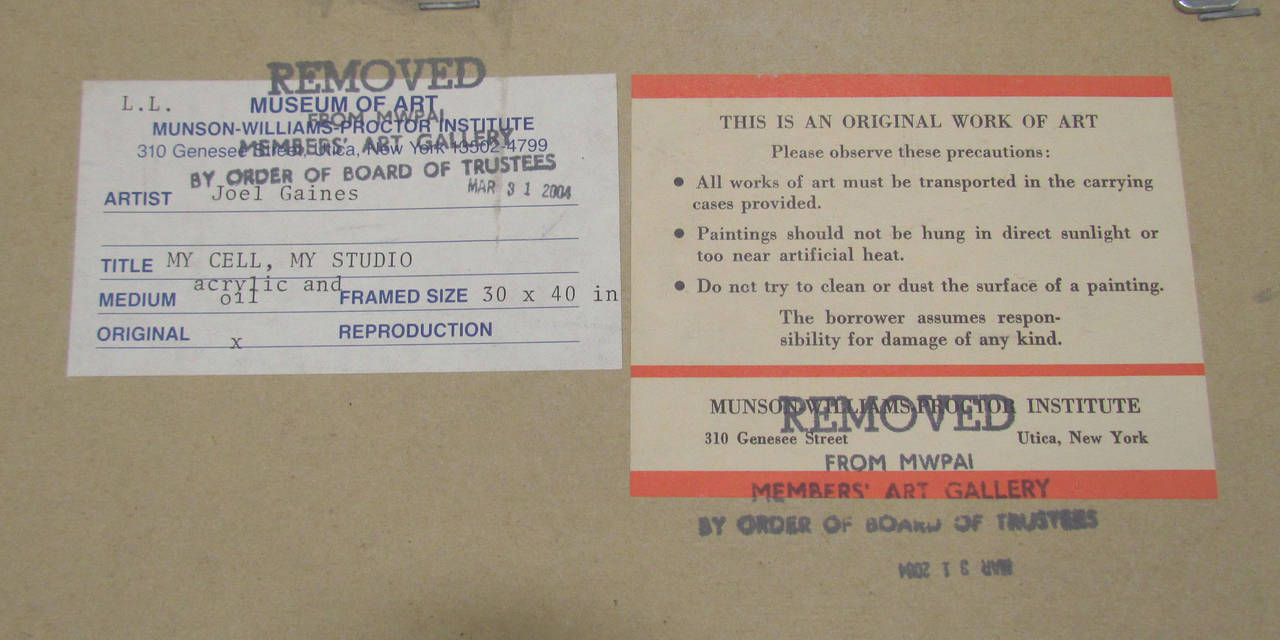 REMOVED
L.L.
MUSEUM OF ART
FROM MWPAI
MUNSON-WILLIAMS-PROCTOR INSTITUTE
MEMBERS' ART GALLERY
310 Genesee Street, Utica, New York 13502-4799
BY ORDER OF BOARD OF TRUSTEES
MAR 31 2004
ARTIST Joel Gaines
TITLE MY CELL, MY STUDIO
acrylic and
MEDIUM oil FRAMED SIZE 30 x 40 in
ORIGINAL x REPRODUCTION
THIS IS AN ORIGINAL WORK OF ART
Please observe these precautions:
• All works of art must be transported in the carrying
cases provided.
• Paintings should not be hung in direct sunlight or
too near artificial heat.
• Do not try to clean or dust the surface of a painting.
The borrower assumes respon-
sibility for damage of any kind.
MUNSON-WILLIAMS-PROCTOR INSTITUTE
REMOVED
310 Genesee Street Utica, New York
FROM MWPAI
MEMBERS' ART GALLERY
BY ORDER OF BOARD OF TRUSTEES
MAR 31 2004